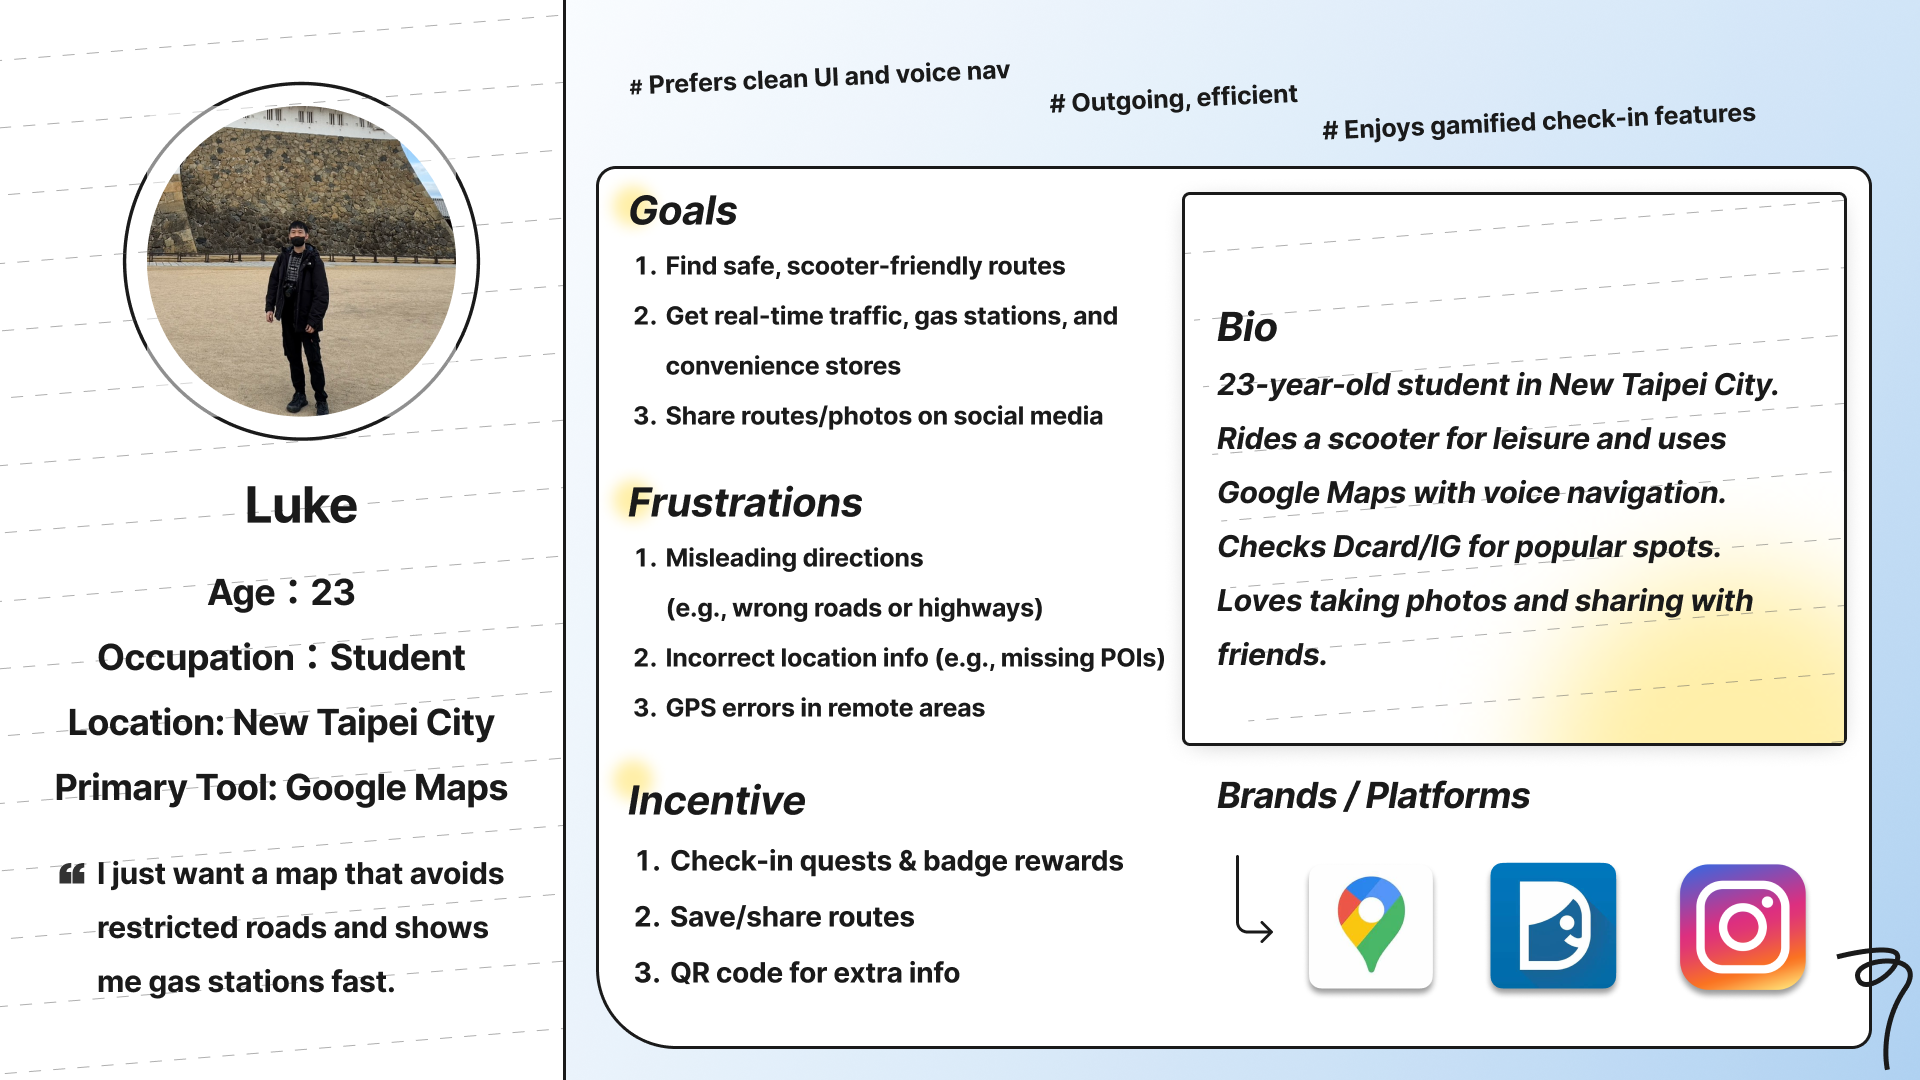 Luke
Age：23
Occupation：Student
Location: New Taipei City
Primary Tool: Google Maps
“ I just want a map that avoids
restricted roads and shows
me gas stations fast.
# Prefers clean UI and voice nav
# Outgoing, efficient
# Enjoys gamified check-in features
Goals
1. Find safe, scooter-friendly routes
2. Get real-time traffic, gas stations, and
convenience stores
3. Share routes/photos on social media
Frustrations
1. Misleading directions
(e.g., wrong roads or highways)
2. Incorrect location info (e.g., missing POIs)
3. GPS errors in remote areas
Incentive
1. Check-in quests & badge rewards
2. Save/share routes
3. QR code for extra info
Bio
23-year-old student in New Taipei City.
Rides a scooter for leisure and uses
Google Maps with voice navigation.
Checks Dcard/IG for popular spots.
Loves taking photos and sharing with
friends.
Brands / Platforms